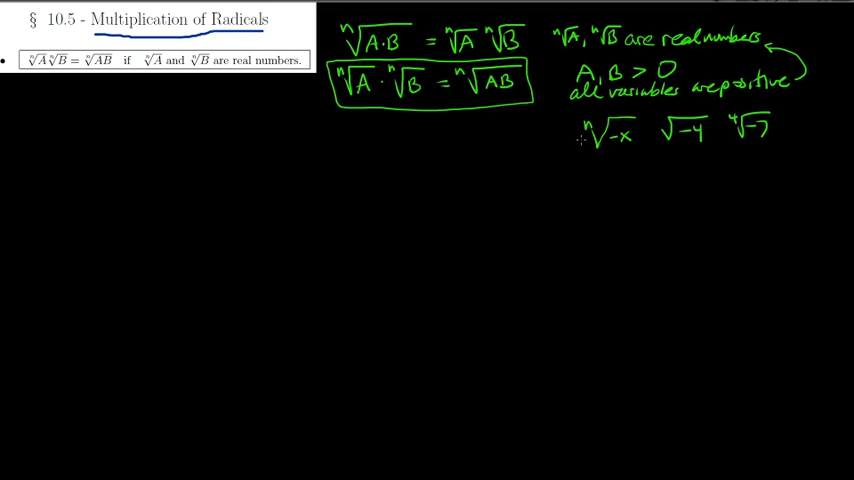 § 10.5 - Multiplication of Radicals
• ⁿ√A ⁿ√B = ⁿ√AB if ⁿ√A and ⁿ√B are real numbers.
ⁿ√A·B = ⁿ√A ⁿ√B
ⁿ√A · ⁿ√B = ⁿ√AB
ⁿ√A, ⁿ√B are real numbers
A, B > 0
all variables are positive
ⁿ√-x √-4 ⁴√-7